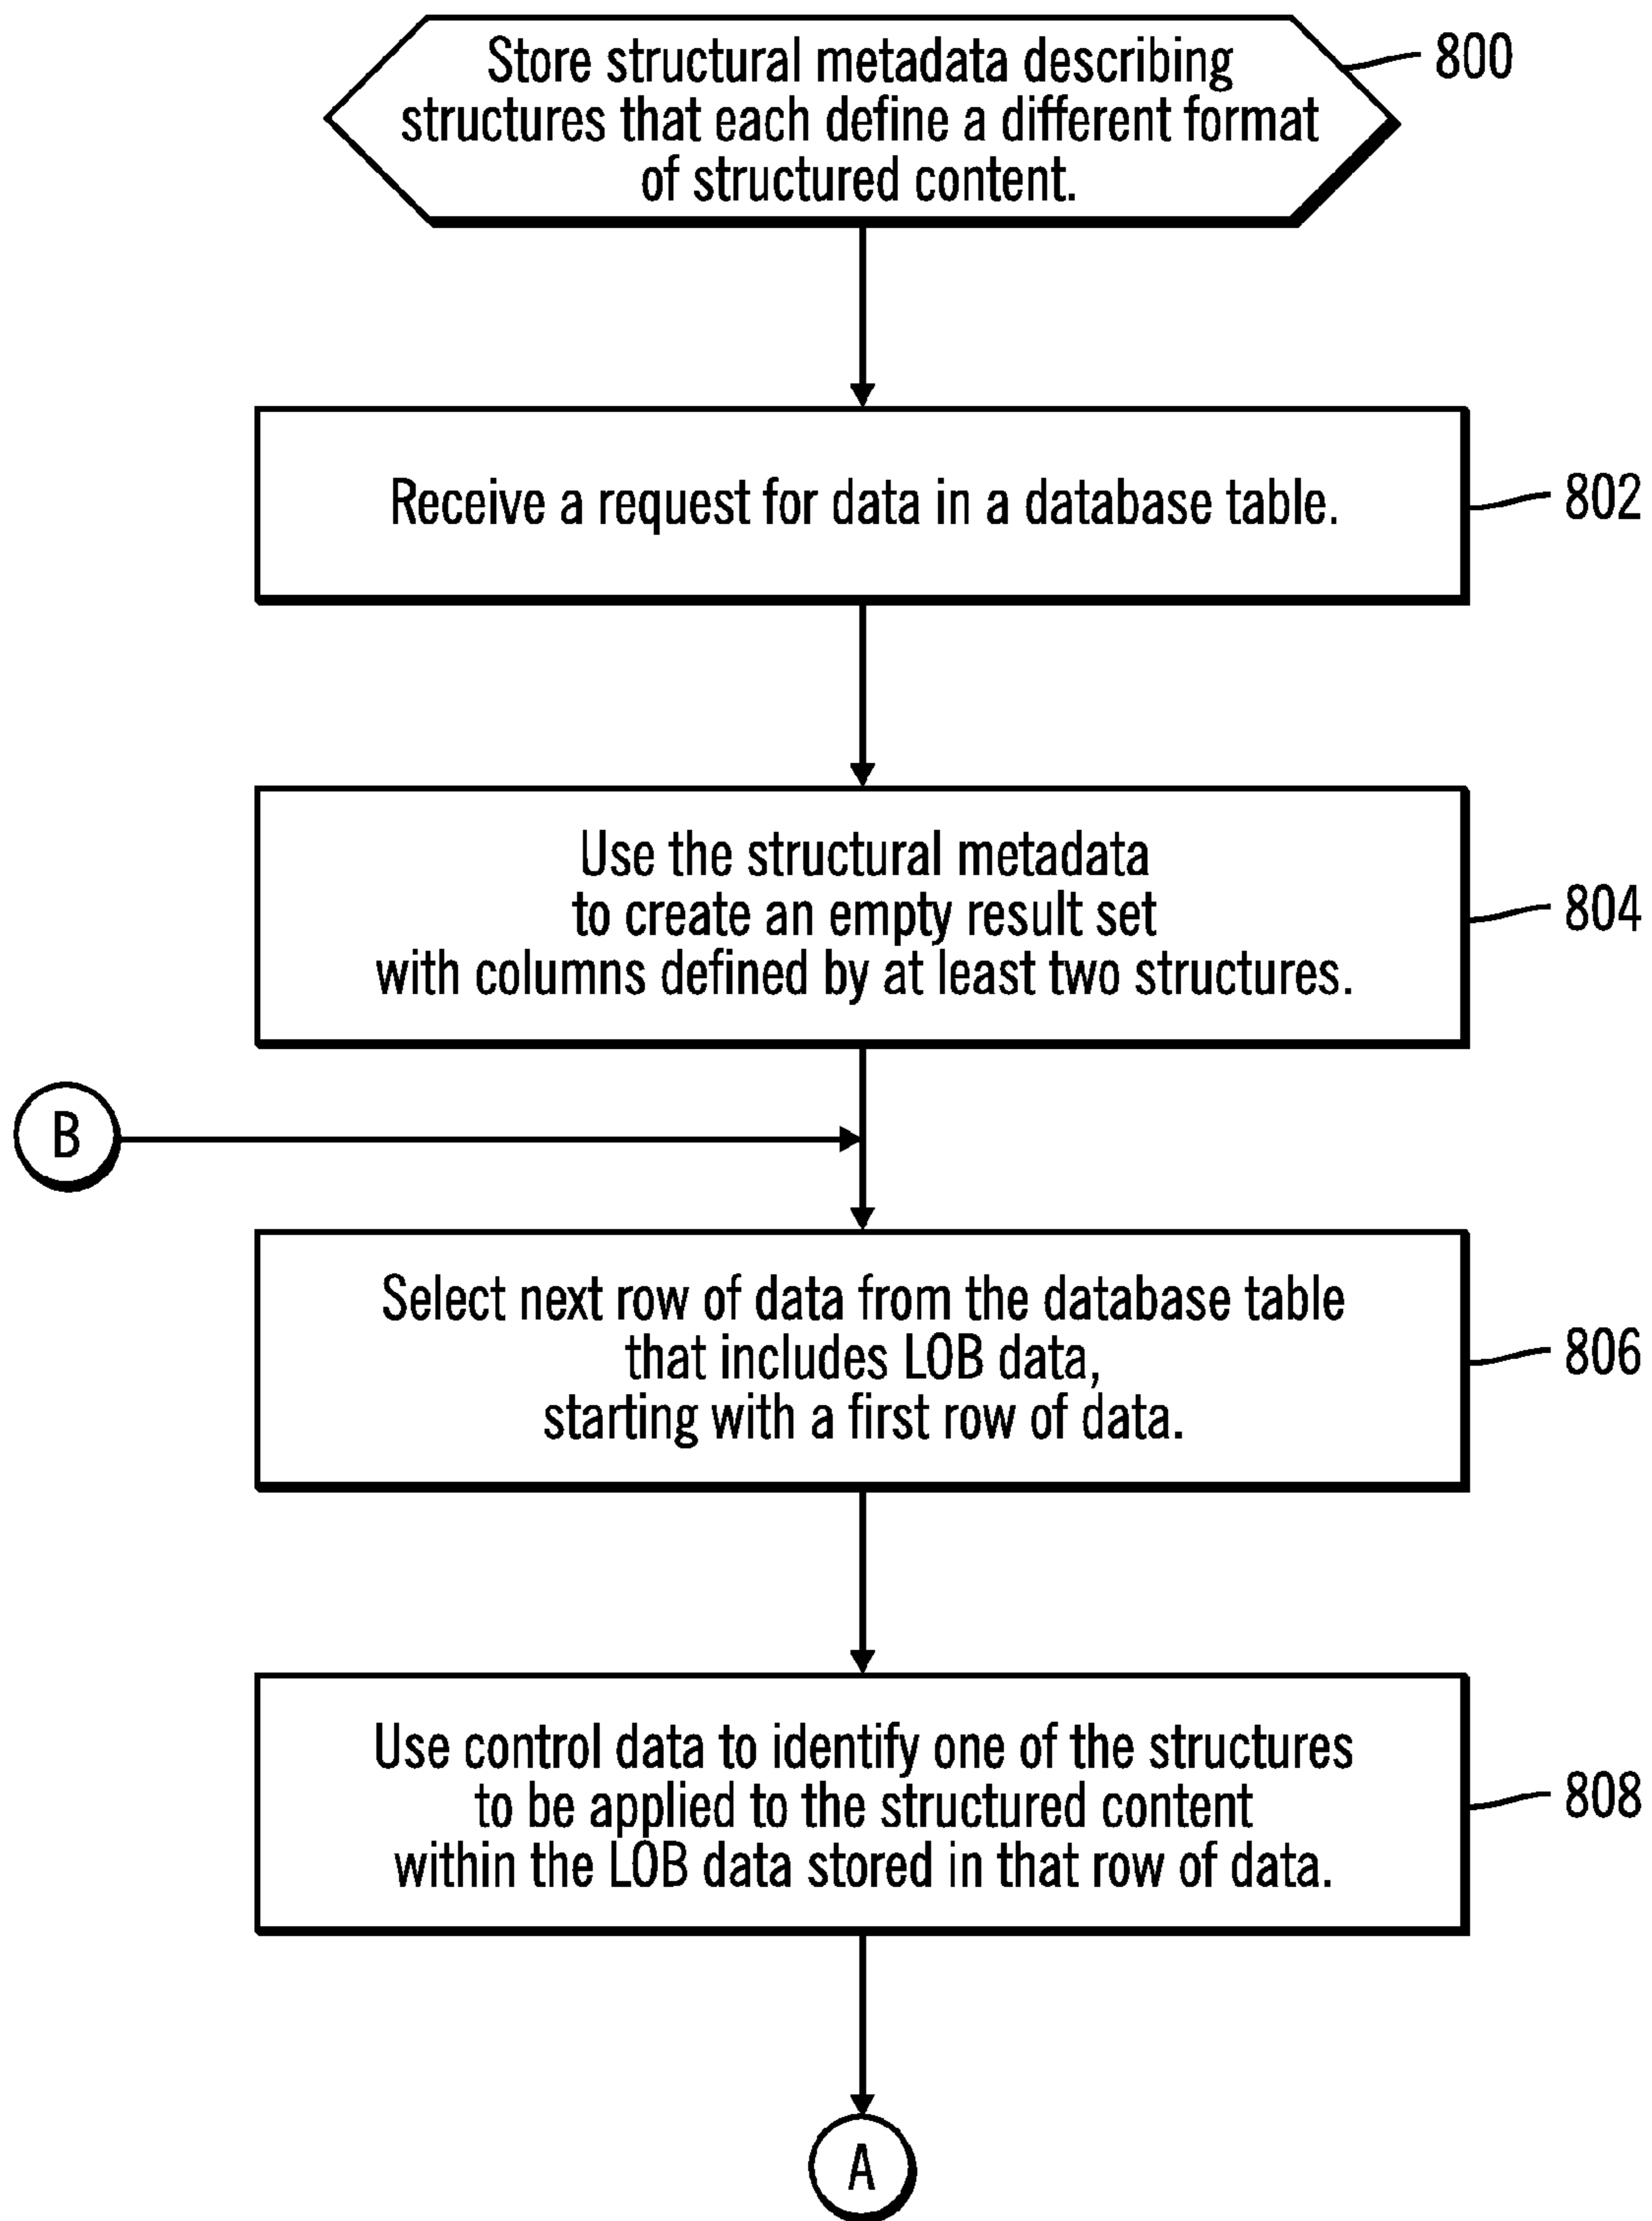 Store structural metadata describing
structures that each define a different format
of structured content.
800
Receive a request for data in a database table.
802
Use the structural metadata
to create an empty result set
with columns defined by at least two structures.
804
B
Select next row of data from the database table
that includes LOB data,
starting with a first row of data.
806
Use control data to identify one of the structures
to be applied to the structured content
within the LOB data stored in that row of data.
808
A